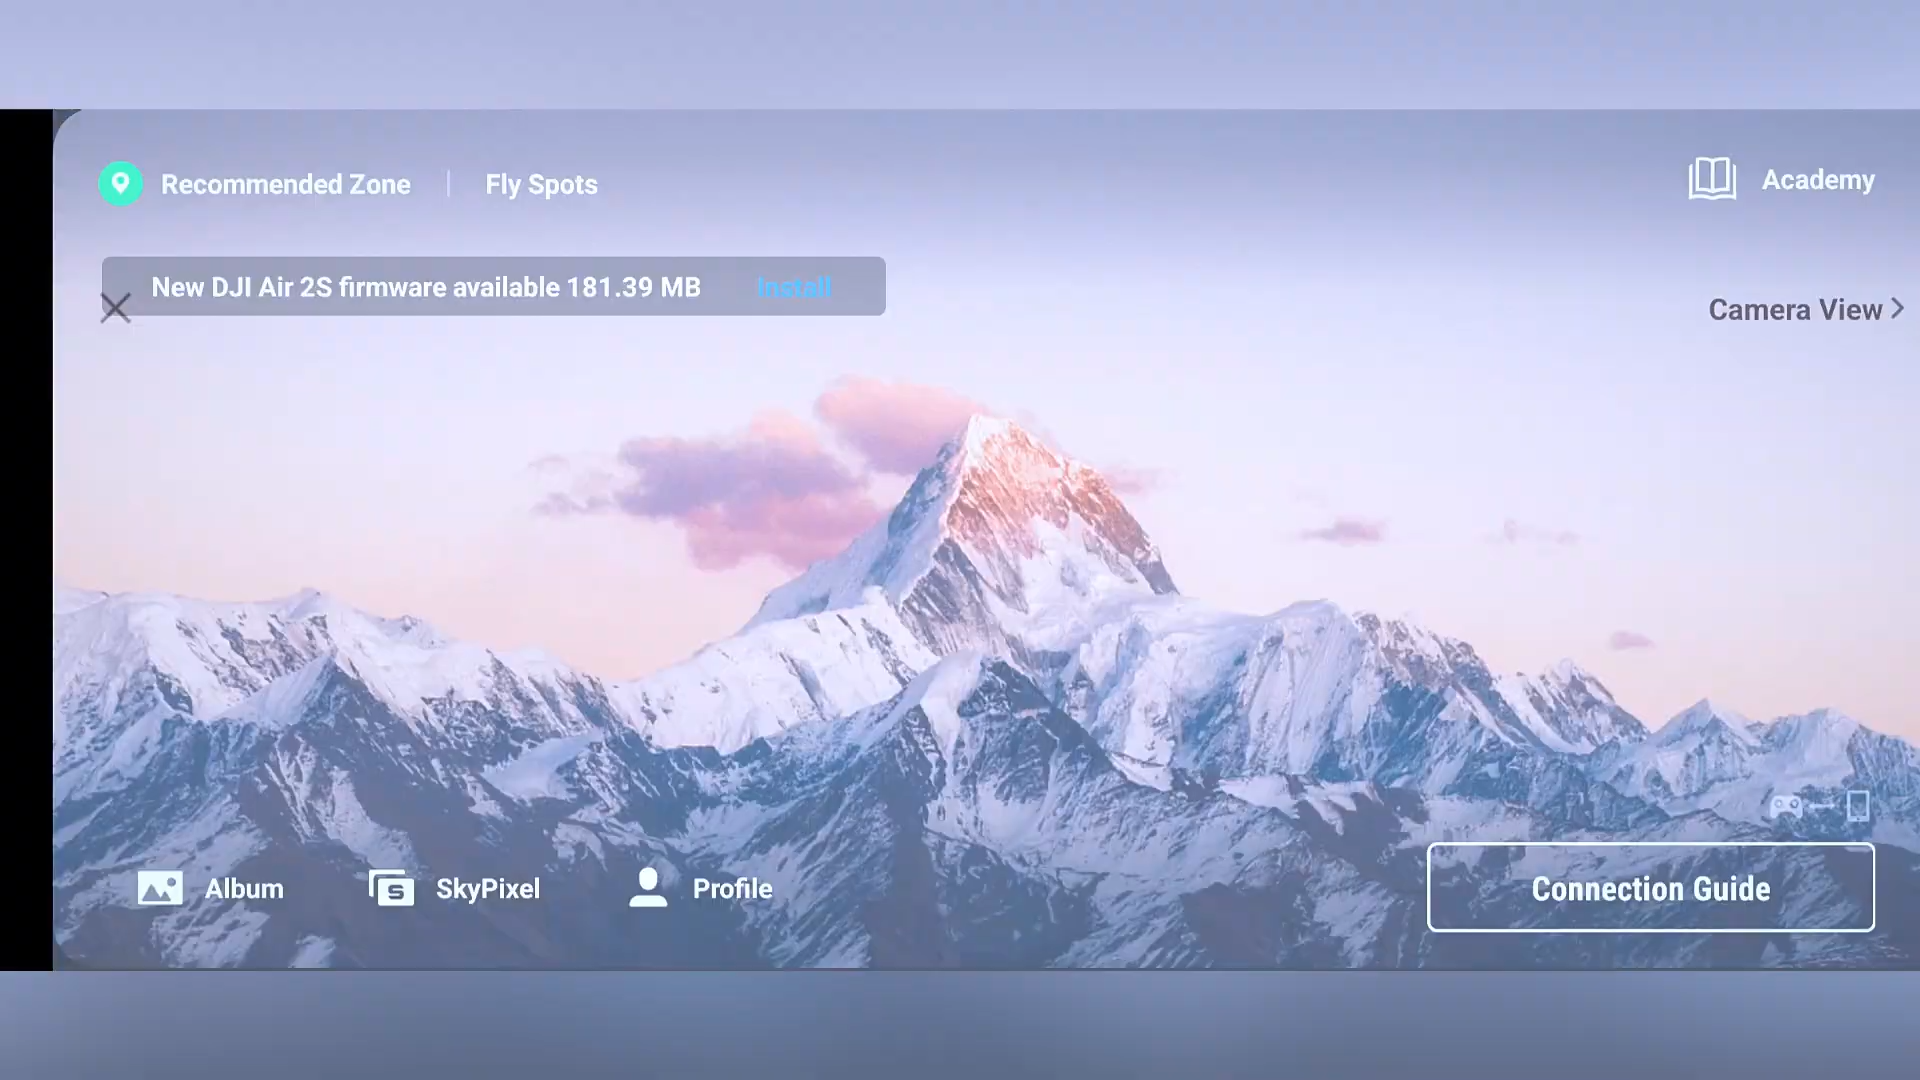 Recommended Zone | Fly Spots
Academy
New DJI Air 2S firmware available 181.39 MB Install
Camera View
Album
SkyPixel
Profile
Connection Guide